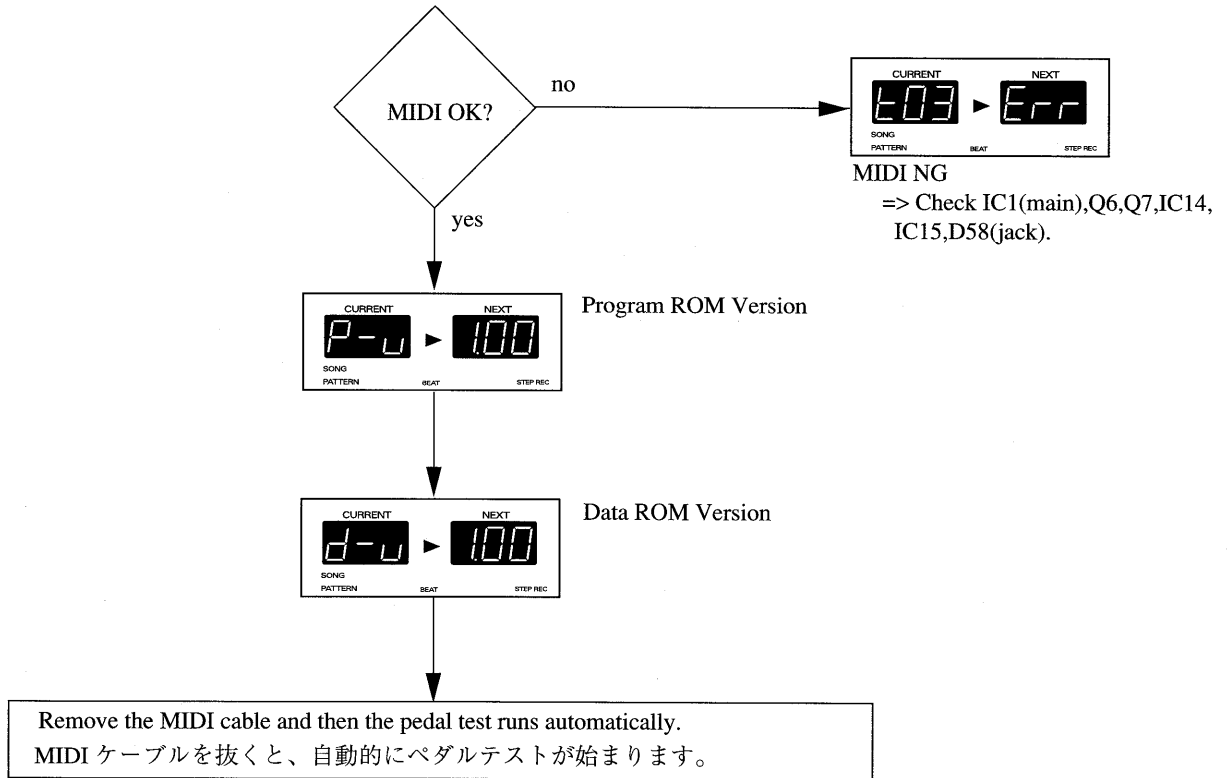 MIDI OK?
no
yes
CURRENT NEXT
t03 ► Err
SONG
PATTERN BEAT STEP REC
MIDI NG
=> Check IC1(main),Q6,Q7,IC14,
IC15,D58(jack).
CURRENT NEXT
P-u ► 1.00
SONG
PATTERN BEAT STEP REC
Program ROM Version
CURRENT NEXT
d-u ► 1.00
SONG
PATTERN BEAT STEP REC
Data ROM Version
Remove the MIDI cable and then the pedal test runs automatically.
MIDI ケーブルを抜くと、自動的にペダルテストが始まります。